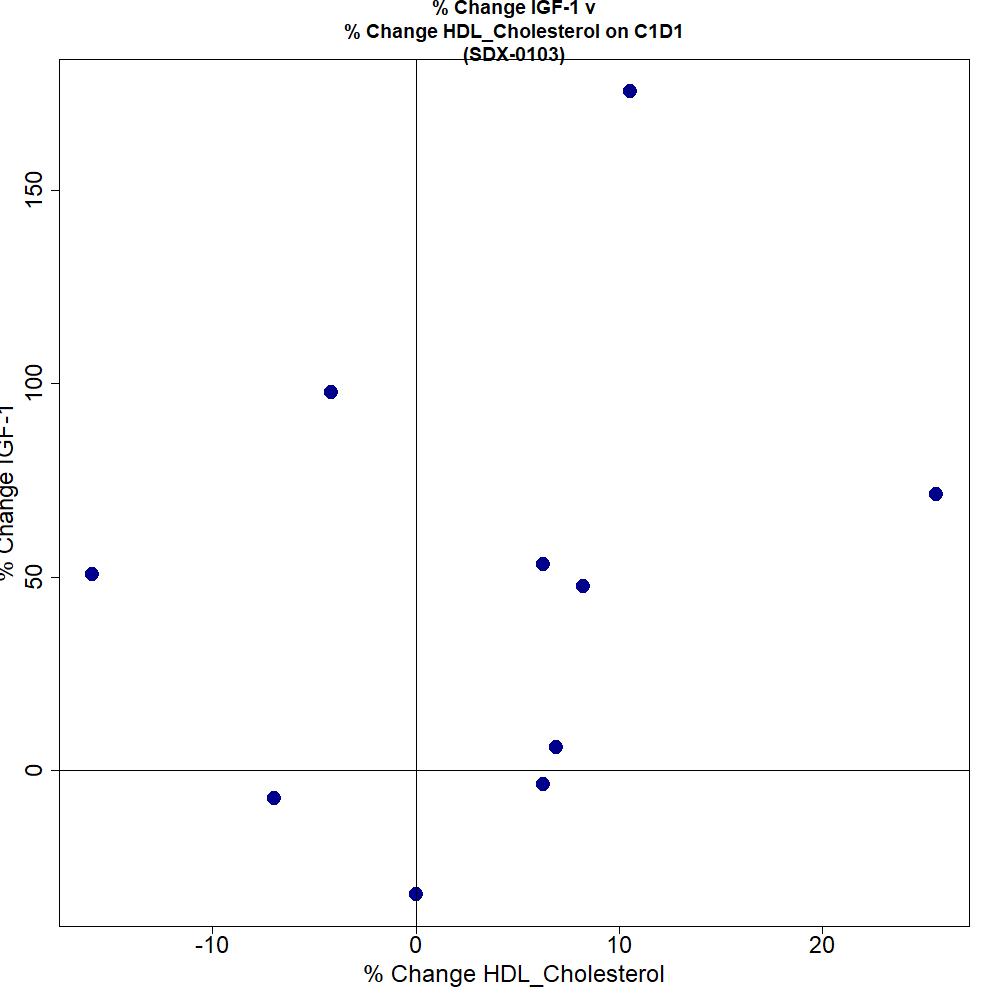 % Change IGF-1 v
% Change HDL_Cholesterol on C1D1
(SDX-0103)
% Change IGF-1
150
100
50
0
-10 0 10 20
% Change HDL_Cholesterol